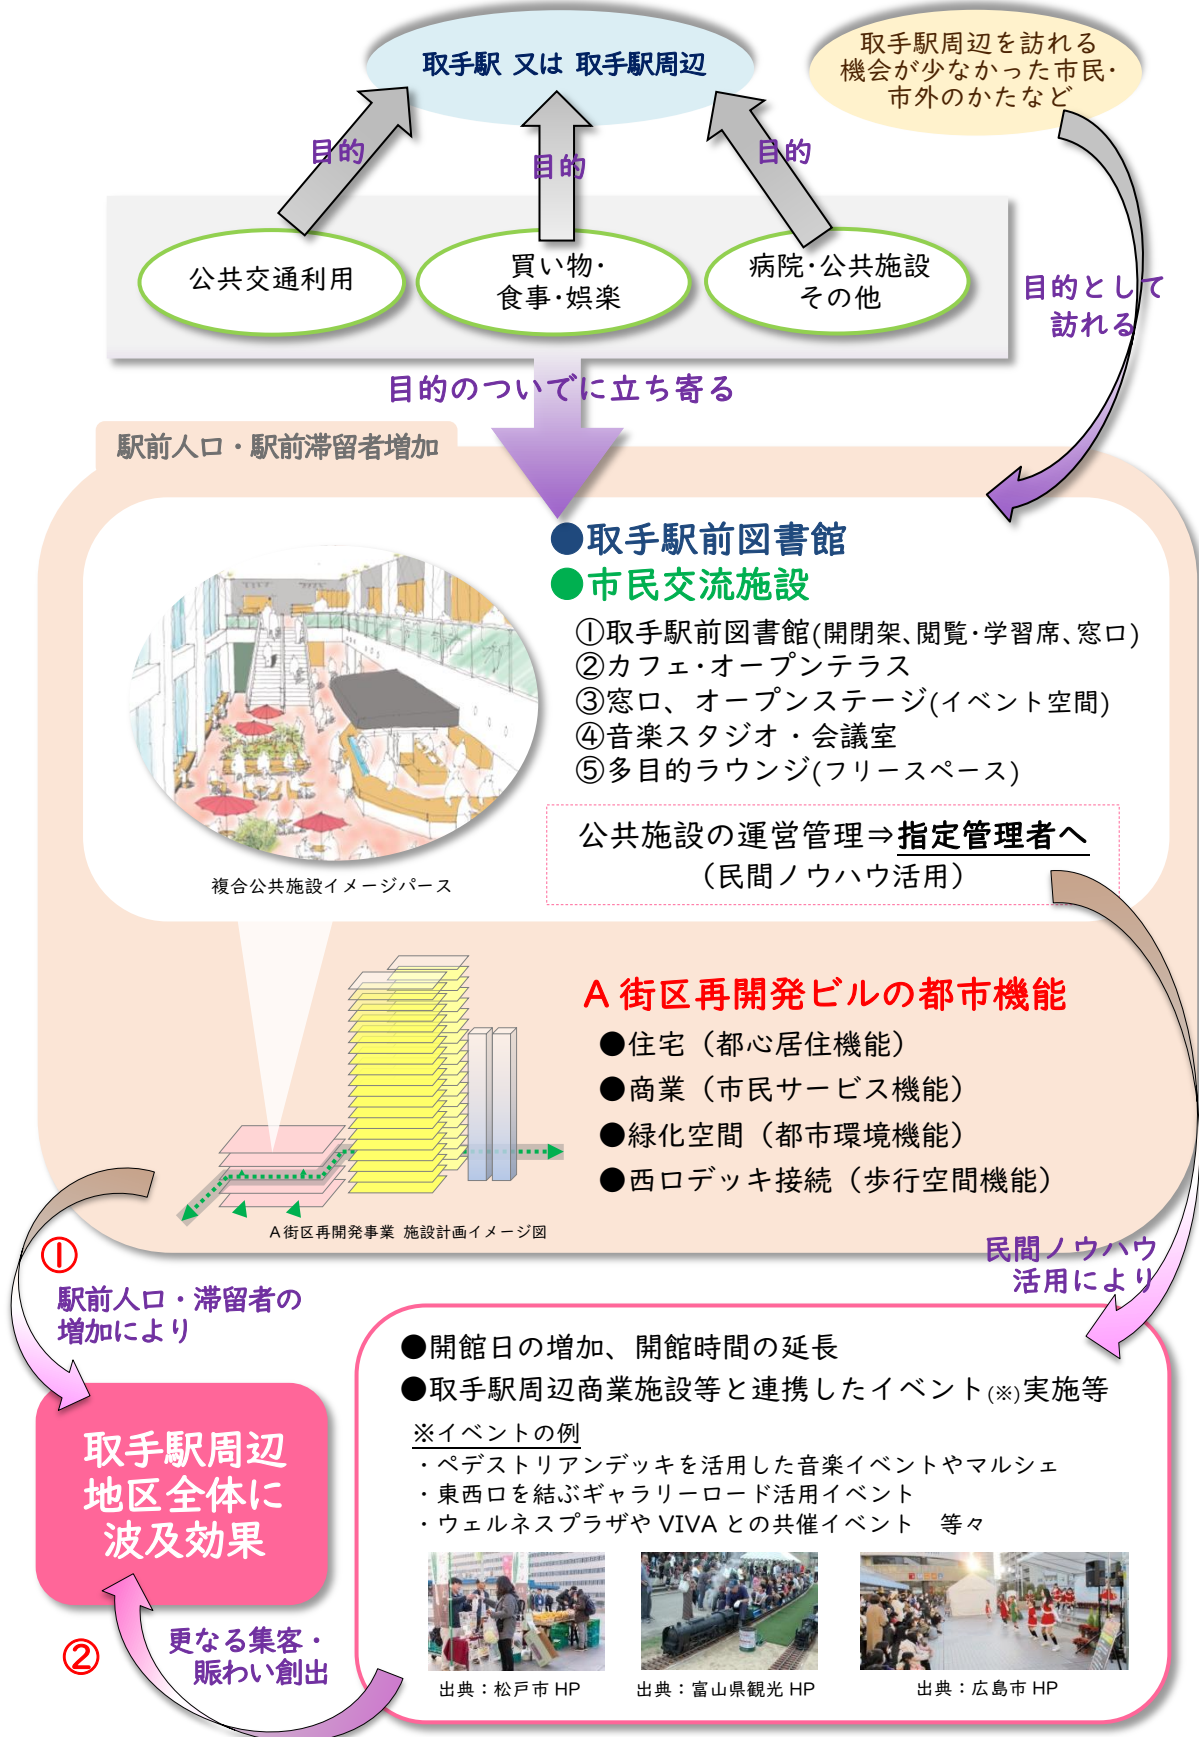 取手駅 又は 取手駅周辺
取手駅周辺を訪れる
機会が少なかった市民・
市外のかたなど
目的
目的
目的
公共交通利用
買い物・
食事・娯楽
病院・公共施設
その他
目的として
訪れる
目的のついでに立ち寄る
駅前人口・駅前滞留者増加
●取手駅前図書館
●市民交流施設
①取手駅前図書館(開閉架、閲覧・学習席、窓口)
②カフェ・オープンテラス
③窓口、オープンステージ(イベント空間)
④音楽スタジオ・会議室
⑤多目的ラウンジ(フリースペース)
公共施設の運営管理⇒指定管理者へ
（民間ノウハウ活用）
複合公共施設イメージパース
A 街区再開発ビルの都市機能
●住宅（都心居住機能）
●商業（市民サービス機能）
●緑化空間（都市環境機能）
●西口デッキ接続（歩行空間機能）
A街区再開発事業 施設計画イメージ図
①
駅前人口・滞留者の
増加により
民間ノウハウ
活用により
●開館日の増加、開館時間の延長
●取手駅周辺商業施設等と連携したイベント(※)実施等
※イベントの例
・ペデストリアンデッキを活用した音楽イベントやマルシェ
・東西口を結ぶギャラリーロード活用イベント
・ウェルネスプラザや VIVA との共催イベント　等々
取手駅周辺
地区全体に
波及効果
②
更なる集客・
賑わい創出
出典：松戸市 HP
出典：富山県観光 HP
出典：広島市 HP